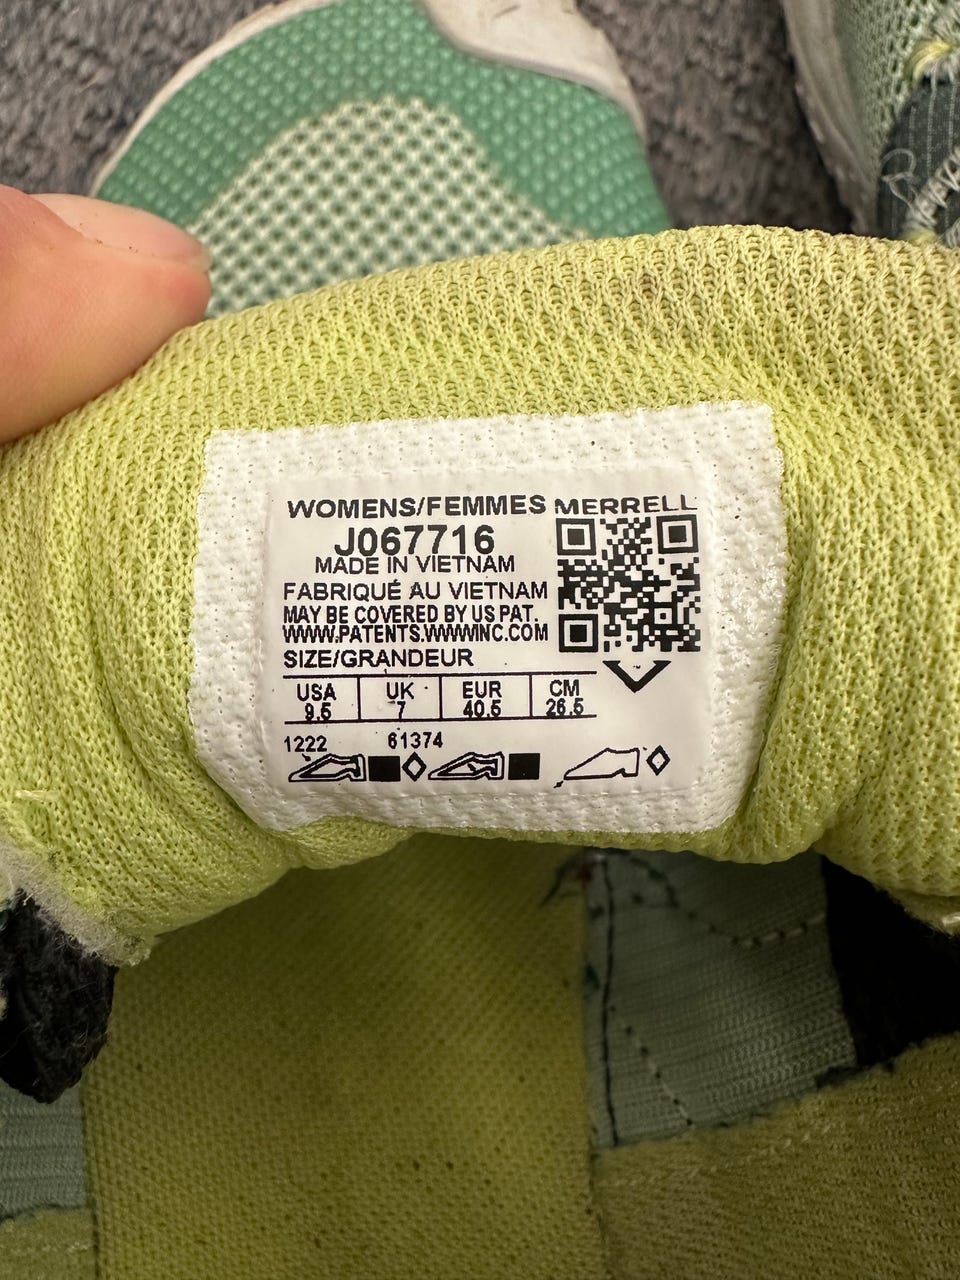 WOMENS/FEMMES MERRELL
J067716
MADE IN VIETNAM
FABRIQUÉ AU VIETNAM
MAY BE COVERED BY US PAT.
WWW.PATENTS.WWWINC.COM
SIZE/GRANDEUR
USA UK EUR CM
9.5 7 40.5 26.5
1222 61374